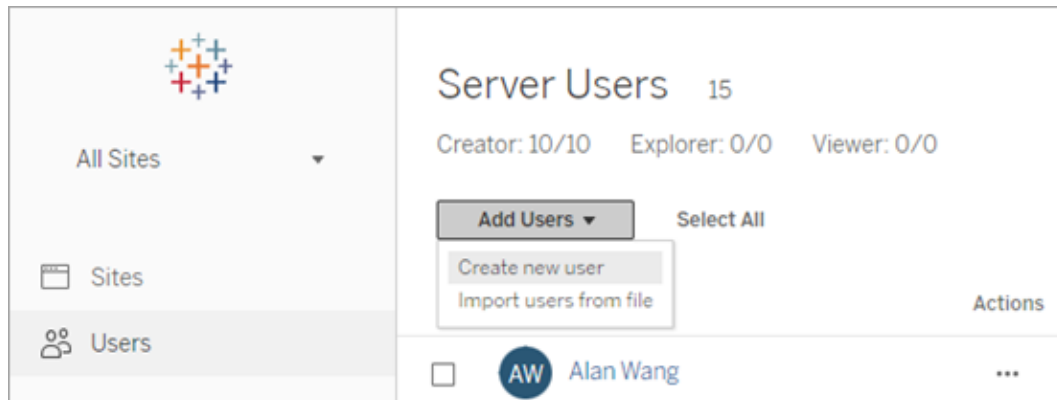 Server Users 15
Creator: 10/10 Explorer: 0/0 Viewer: 0/0
All Sites
Add Users Select All
Create new user
Import users from file
Sites
Actions
Users
AW Alan Wang